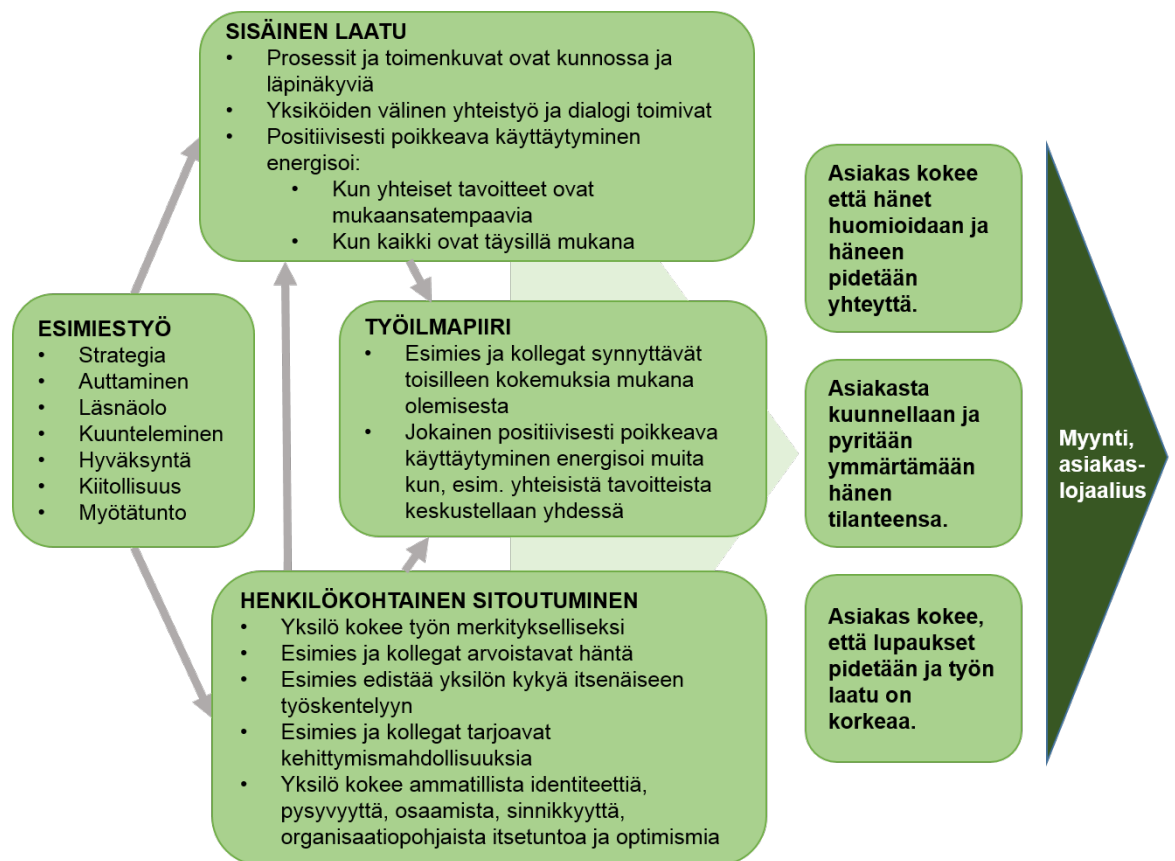 SISÄINEN LAATU
• Prosessit ja toimenkuvat ovat kunnossa ja
läpinäkyviä
• Yksiköiden välinen yhteistyö ja dialogi toimivat
• Positiivisesti poikkeava käyttäytyminen
energisoi:
• Kun yhteiset tavoitteet ovat
mukaansatempaavia
• Kun kaikki ovat täysillä mukana
ESIMIESTYÖ
• Strategia
• Auttaminen
• Läsnäolo
• Kuunteleminen
• Hyväksyntä
• Kiitollisuus
• Myötätunto
TYÖILMAPIIRI
• Esimies ja kollegat synnyttävät
toisilleen kokemuksia mukana
olemisesta
• Jokainen positiivisesti poikkeava
käyttäytyminen energisoi muita
kun, esim. yhteisistä tavoitteista
keskustellaan yhdessä
HENKILÖKOHTAINEN SITOUTUMINEN
• Yksilö kokee työn merkitykselliseksi
• Esimies ja kollegat arvoistavat häntä
• Esimies edistää yksilön kykyä itsenäiseen
työskentelyyn
• Esimies ja kollegat tarjoavat
kehittymismahdollisuuksia
• Yksilö kokee ammatillista identiteettiä,
pysyvyyttä, osaamista, sinnikkyyttä,
organisaatiopohjaista itsetuntoa ja optimismia
Asiakas kokee
että hänet
huomioidaan ja
häneen
pidetään
yhteyttä.
Asiakasta
kuunnellaan ja
pyritään
ymmärtämään
hänen
tilanteensa.
Asiakas kokee,
että lupaukset
pidetään ja työn
laatu on
korkeaa.
Myynti,
asiakas-
lojaalius